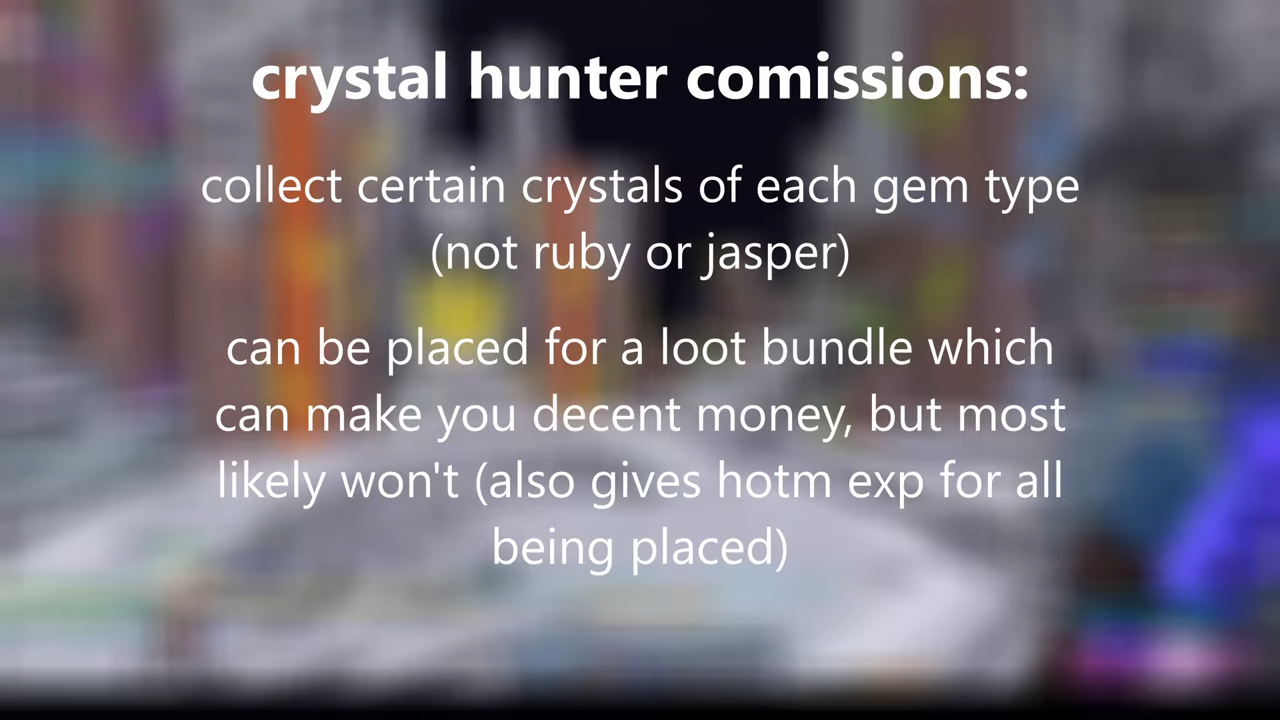 crystal hunter comissions:
collect certain crystals of each gem type
(not ruby or jasper)
can be placed for a loot bundle which
can make you decent money, but most
likely won't (also gives hotm exp for all
being placed)